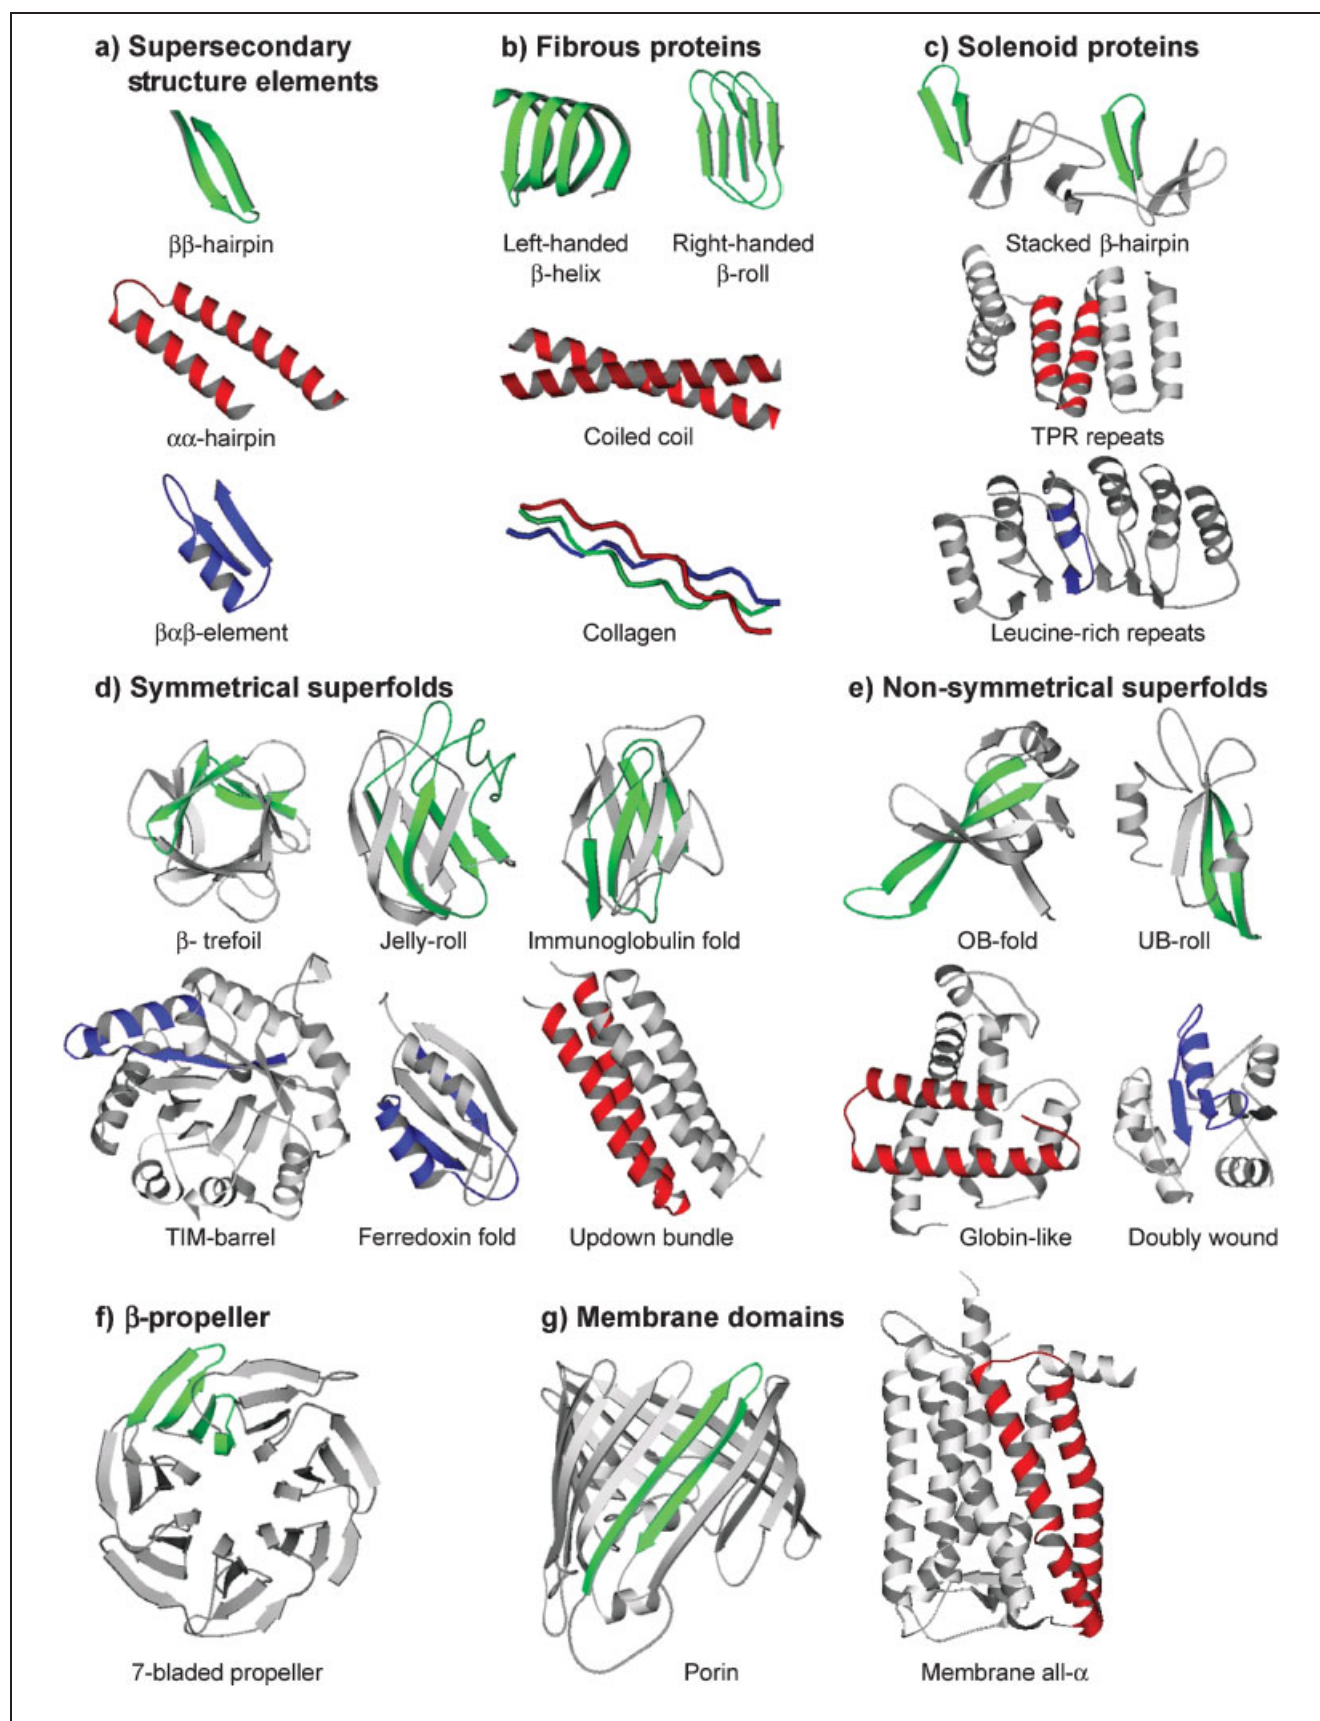 a) Supersecondary
structure elements
ββ-hairpin
αα-hairpin
βαβ-element
b) Fibrous proteins
Left-handed
β-helix
Right-handed
β-roll
Coiled coil
Collagen
c) Solenoid proteins
Stacked β-hairpin
TPR repeats
Leucine-rich repeats
d) Symmetrical superfolds
β- trefoil
Jelly-roll
Immunoglobulin fold
TIM-barrel
Ferredoxin fold
Updown bundle
e) Non-symmetrical superfolds
OB-fold
UB-roll
Globin-like
Doubly wound
f) β-propeller
7-bladed propeller
g) Membrane domains
Porin
Membrane all-α